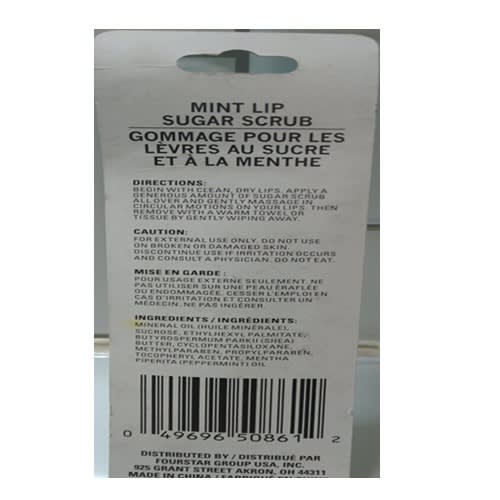 MINT LIP
SUGAR SCRUB
GOMMAGE POUR LES
LÈVRES AU SUCRE
ET À LA MENTHE
DIRECTIONS:
BEGIN WITH CLEAN, DRY LIPS. APPLY A
GENEROUS AMOUNT OF SUGAR SCRUB
ALL OVER AND GENTLY MASSAGE IN
CIRCULAR MOTIONS ON YOUR LIPS. THEN
REMOVE WITH A WARM TOWEL OR
TISSUE BY GENTLY WIPING AWAY.
CAUTION:
FOR EXTERNAL USE ONLY. DO NOT USE
ON BROKEN OR DAMAGED SKIN.
DISCONTINUE USE IF IRRITATION OCCURS
AND CONSULT A PHYSICIAN. DO NOT EAT.
MISE EN GARDE :
POUR USAGE EXTERNE SEULEMENT. NE
PAS UTILISER SUR UNE PEAU ÉRAFLÉE
OU ENDOMMAGÉE. CESSER L'EMPLOI EN
CAS D'IRRITATION ET CONSULTER UN
MÉDECIN. NE PAS INGÉRER.
INGREDIENTS / INGRÉDIENTS:
MINERAL OIL (HUILE MINÉRALE),
SUCROSE, ETHYLHEXYL PALMITATE,
BUTYROSPERMUM PARKII (SHEA)
BUTTER, CYCLOPENTASILOXANE,
METHYLPARABEN, PROPYLPARABEN,
TOCOPHERYL ACETATE, MENTHA
PIPERITA (PEPPERMINT) OIL
0 49696 50861 2
DISTRIBUTED BY / DISTRIBUÉ PAR
FOURSTAR GROUP USA, INC.
925 GRANT STREET AKRON, OH 44311
MADE IN CHINA / FABRIQUÉ EN CHINE